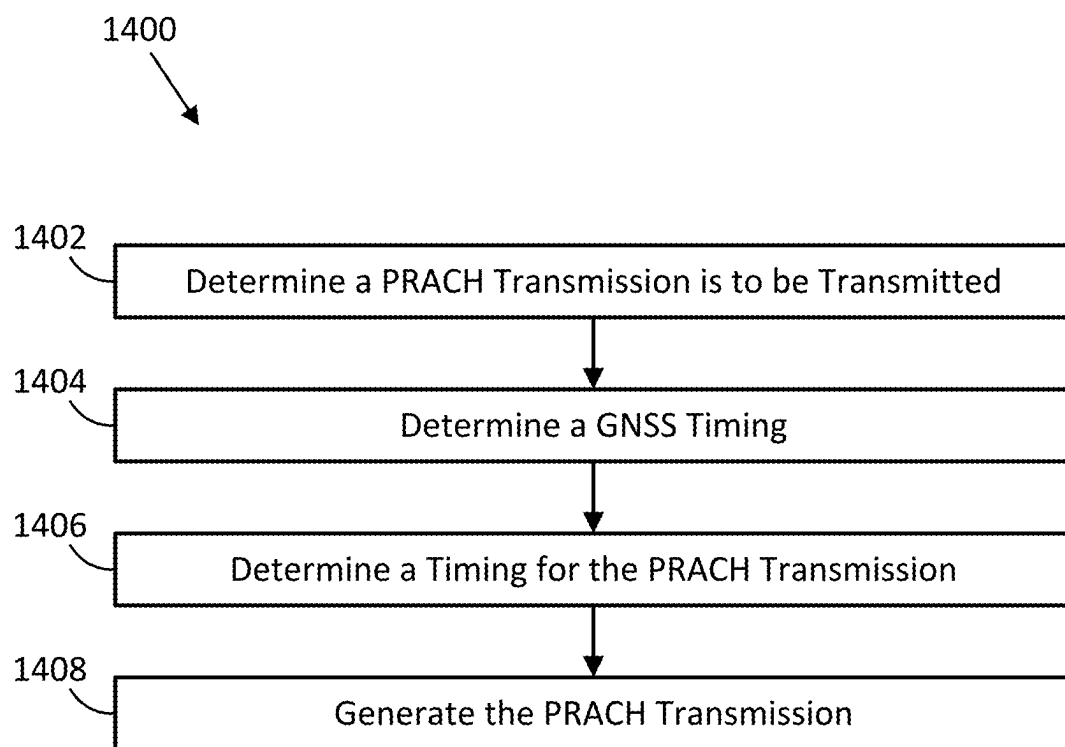 1400
1402
Determine a PRACH Transmission is to be Transmitted
1404
Determine a GNSS Timing
1406
Determine a Timing for the PRACH Transmission
1408
Generate the PRACH Transmission